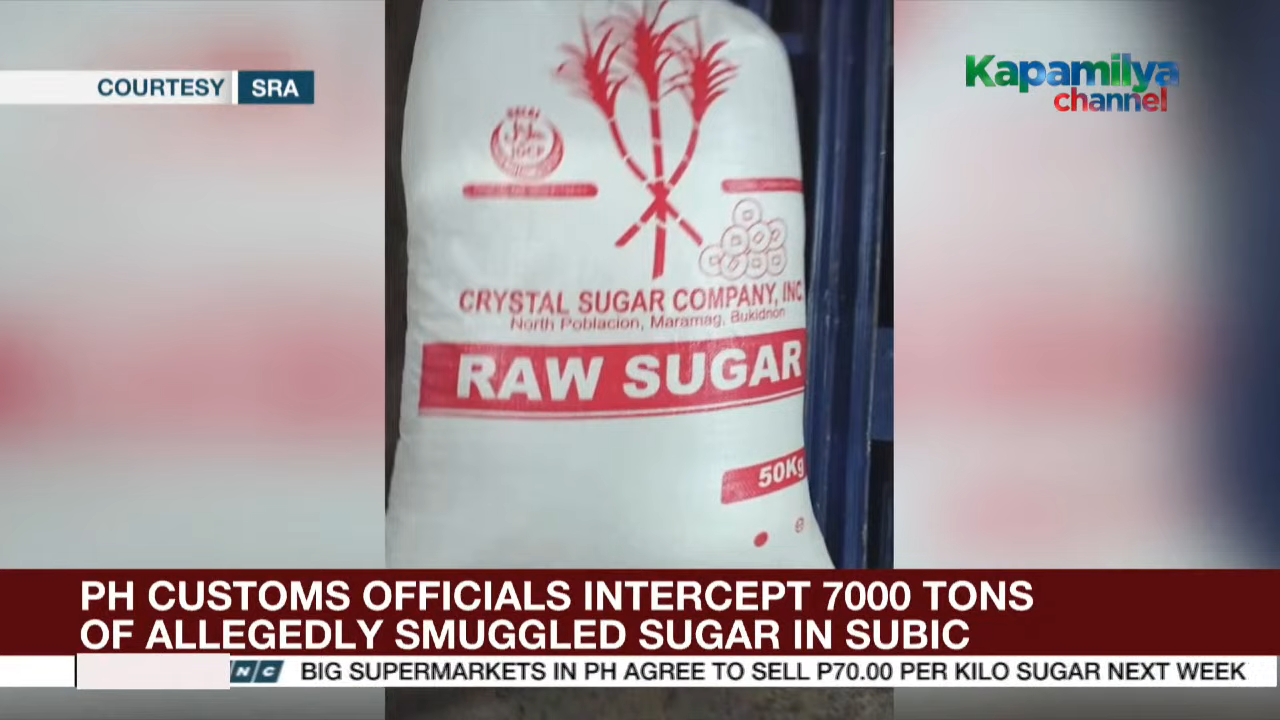 COURTESY SRA
Kapamilya
channel
CRYSTAL SUGAR COMPANY, INC
North Poblacion, Maramag, Bukidnon
RAW SUGAR
50Kg
PH CUSTOMS OFFICIALS INTERCEPT 7000 TONS
OF ALLEGEDLY SMUGGLED SUGAR IN SUBIC
BIG SUPERMARKETS IN PH AGREE TO SELL P70.00 PER KILO SUGAR NEXT WEEK